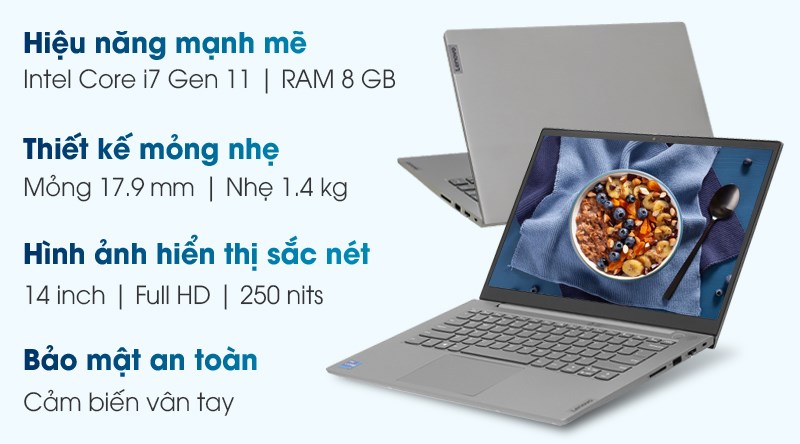 Hiệu năng mạnh mẽ
Intel Core i7 Gen 11 | RAM 8 GB
Thiết kế mỏng nhẹ
Mỏng 17.9 mm | Nhẹ 1.4 kg
Hình ảnh hiển thị sắc nét
14 inch | Full HD | 250 nits
Bảo mật an toàn
Cảm biến vân tay
Lenovo
Lenovo